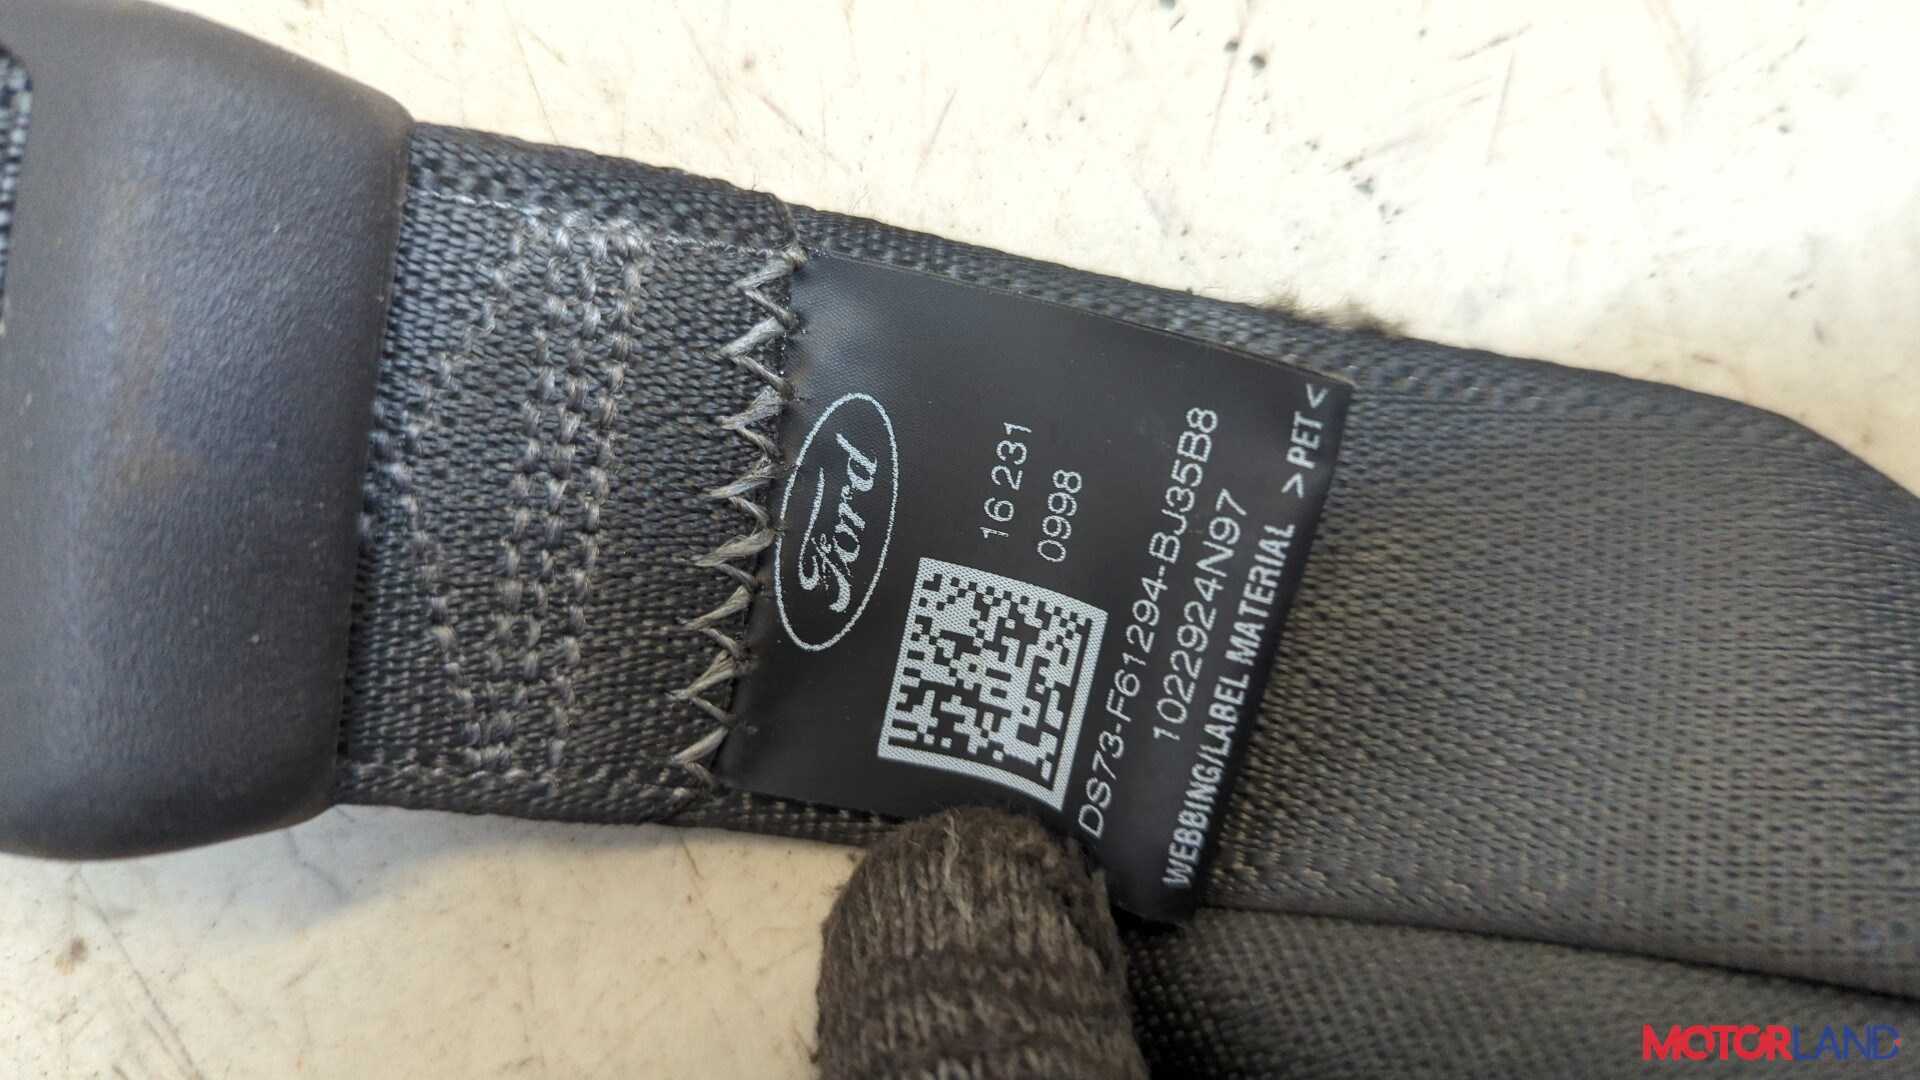 Ford
16 231
0998
DS73-F61294-BJ35B8
1022924N97
WEBBING/LABEL MATERIAL >PET<
MOTORLAND